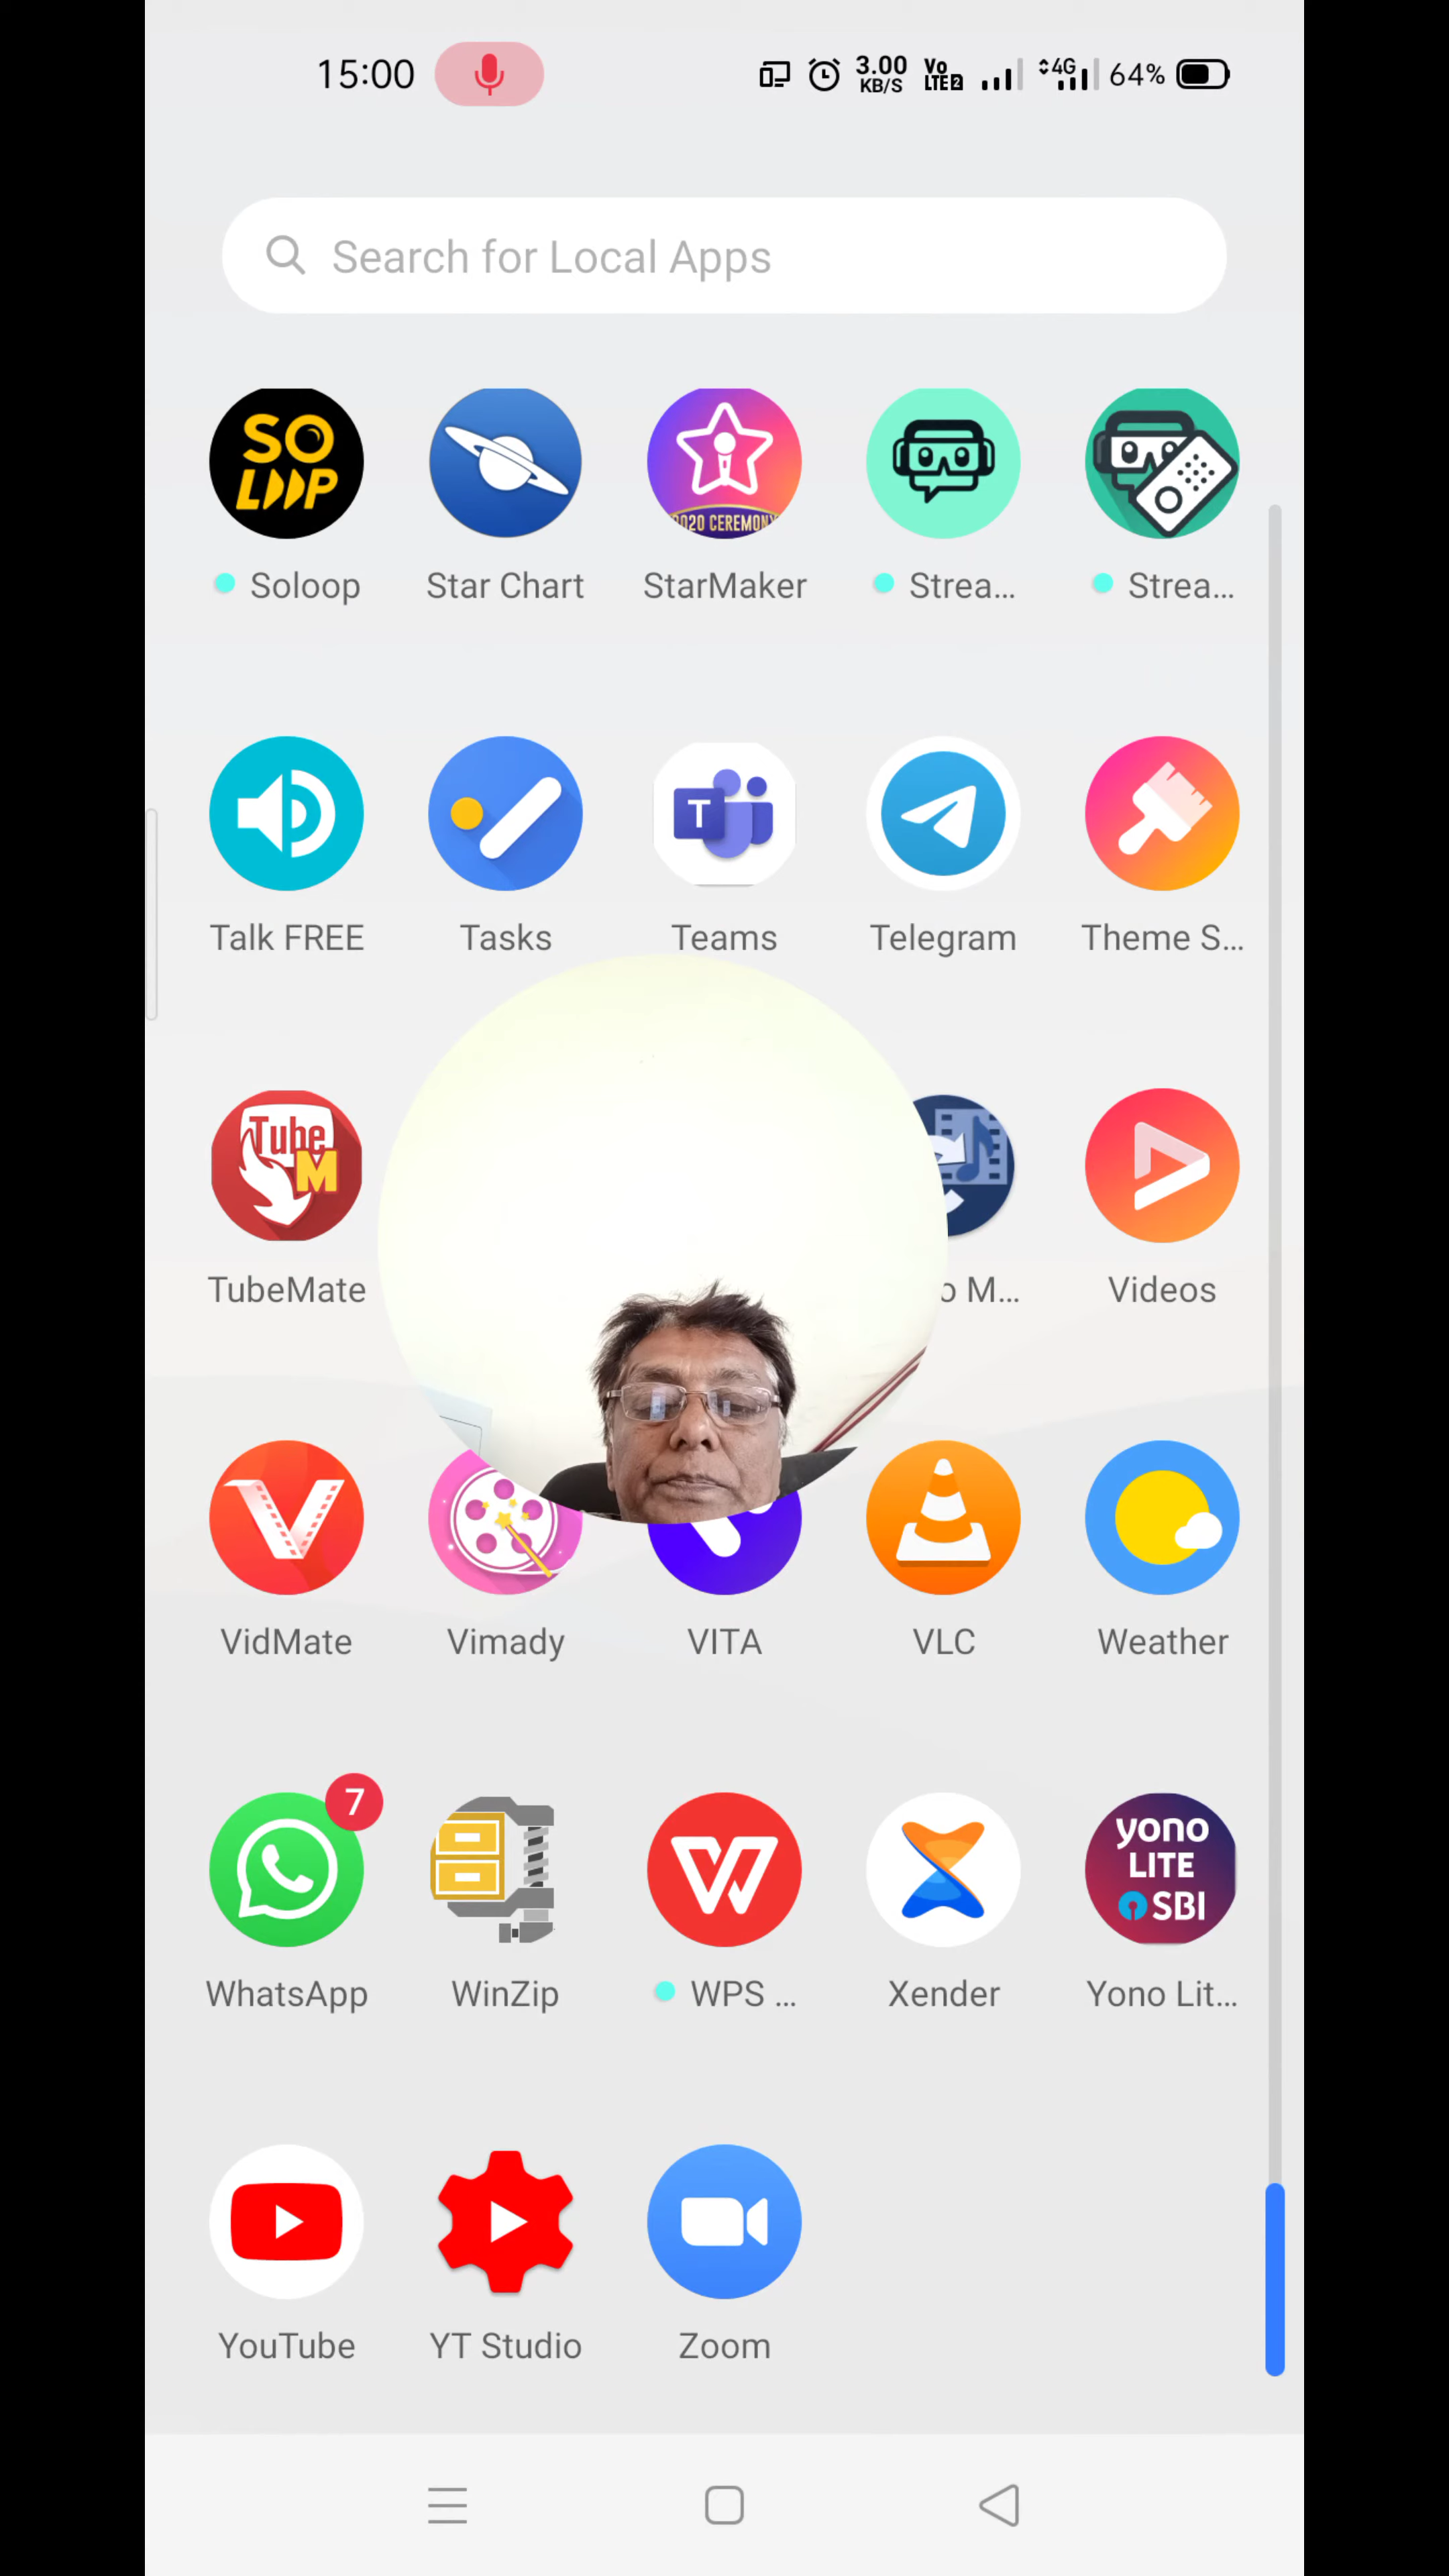 15:00 3.00 KB/S Vo LTE 2 4G 64%
Search for Local Apps
SO LOOP
2020 CEREMONY
Soloop Star Chart StarMaker Strea... Strea...
T
Talk FREE Tasks Teams Telegram Theme S...
Tube M
TubeMate o M... Videos
VidMate Vimady VITA VLC Weather
7
yono
LITE
SBI
WhatsApp WinZip WPS ... Xender Yono Lit...
YouTube YT Studio Zoom